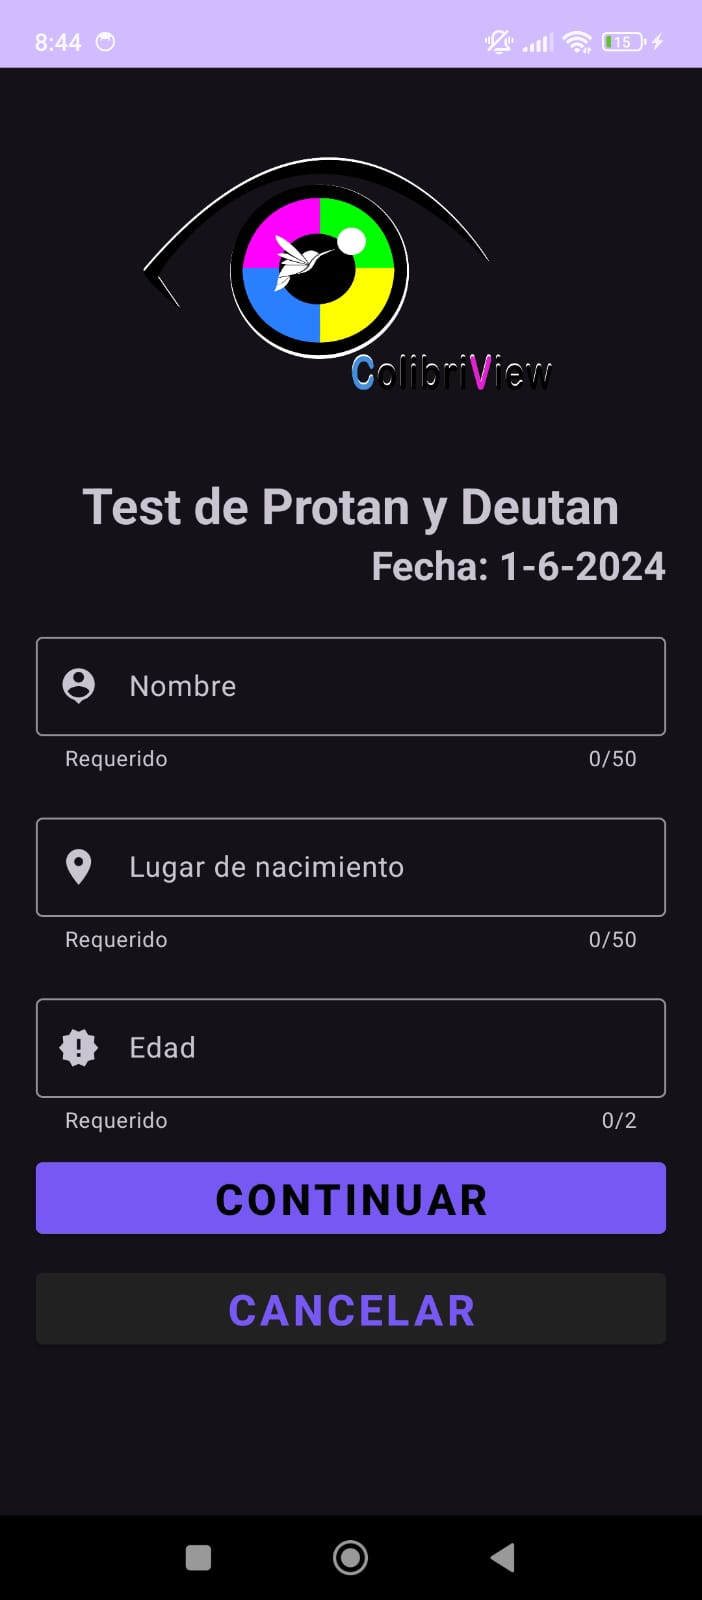 8:44
15
ColibriView
Test de Protan y Deutan
Fecha: 1-6-2024
Nombre
Requerido 0/50
Lugar de nacimiento
Requerido 0/50
Edad
Requerido 0/2
CONTINUAR
CANCELAR